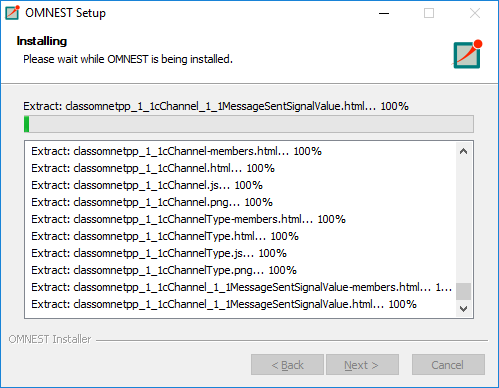 OMNEST Setup
Installing
Please wait while OMNEST is being installed.
Extract: classomnetpp_1_1cChannel_1_1MessageSentSignalValue.html... 100%
Extract: classomnetpp_1_1cChannel-members.html... 100%
Extract: classomnetpp_1_1cChannel.html... 100%
Extract: classomnetpp_1_1cChannel.js... 100%
Extract: classomnetpp_1_1cChannel.png... 100%
Extract: classomnetpp_1_1cChannelType-members.html... 100%
Extract: classomnetpp_1_1cChannelType.html... 100%
Extract: classomnetpp_1_1cChannelType.js... 100%
Extract: classomnetpp_1_1cChannelType.png... 100%
Extract: classomnetpp_1_1cChannel_1_1MessageSentSignalValue-members.html... 1...
Extract: classomnetpp_1_1cChannel_1_1MessageSentSignalValue.html... 100%
OMNEST Installer
< Back Next > Cancel